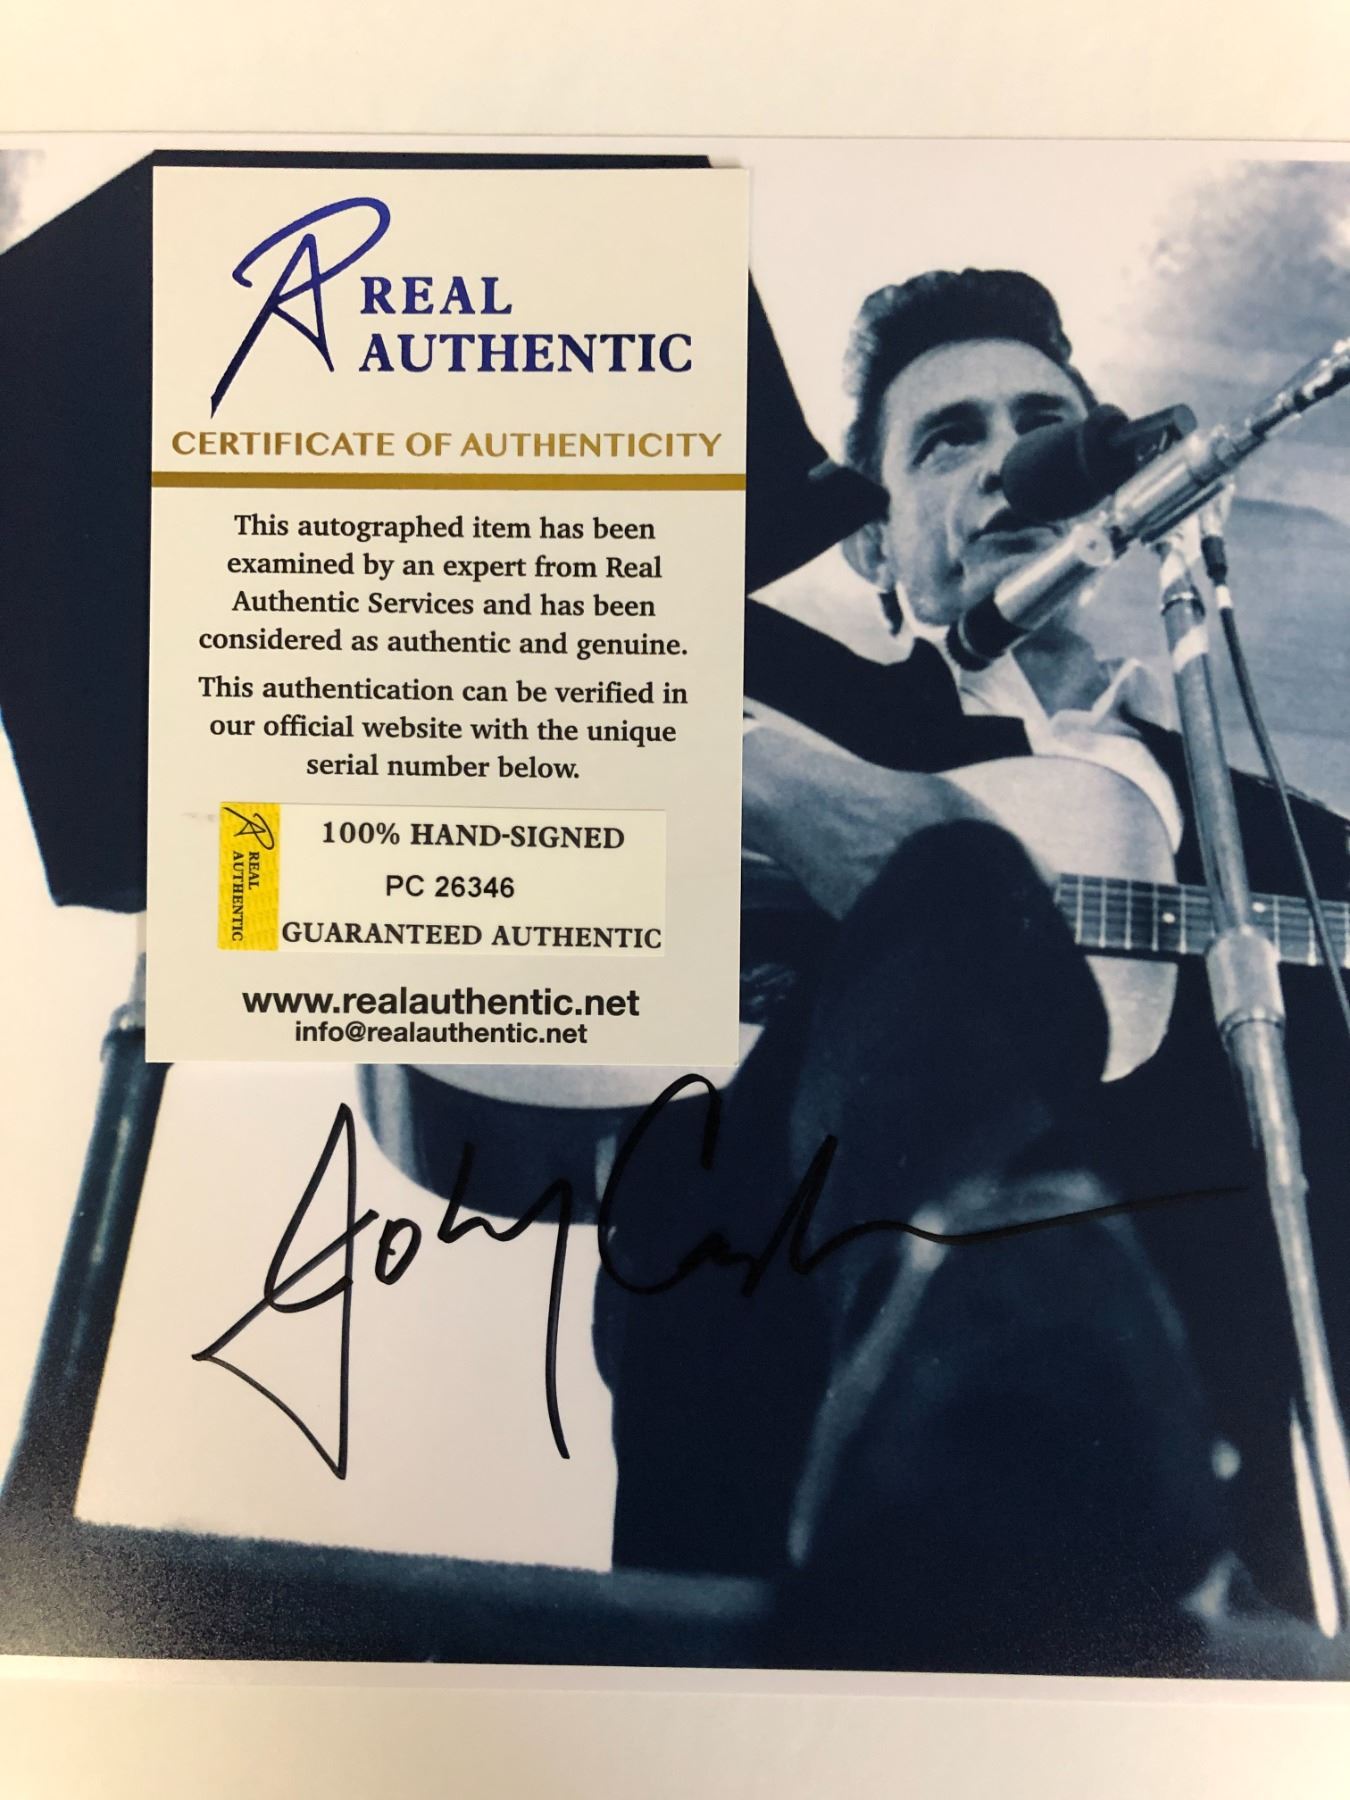 REAL
AUTHENTIC
CERTIFICATE OF AUTHENTICITY
This autographed item has been
examined by an expert from Real
Authentic Services and has been
considered as authentic and genuine.
This authentication can be verified in
our official website with the unique
serial number below.
REAL
AUTHENTIC
100% HAND-SIGNED
PC 26346
GUARANTEED AUTHENTIC
www.realauthentic.net
info@realauthentic.net
Johny Cash